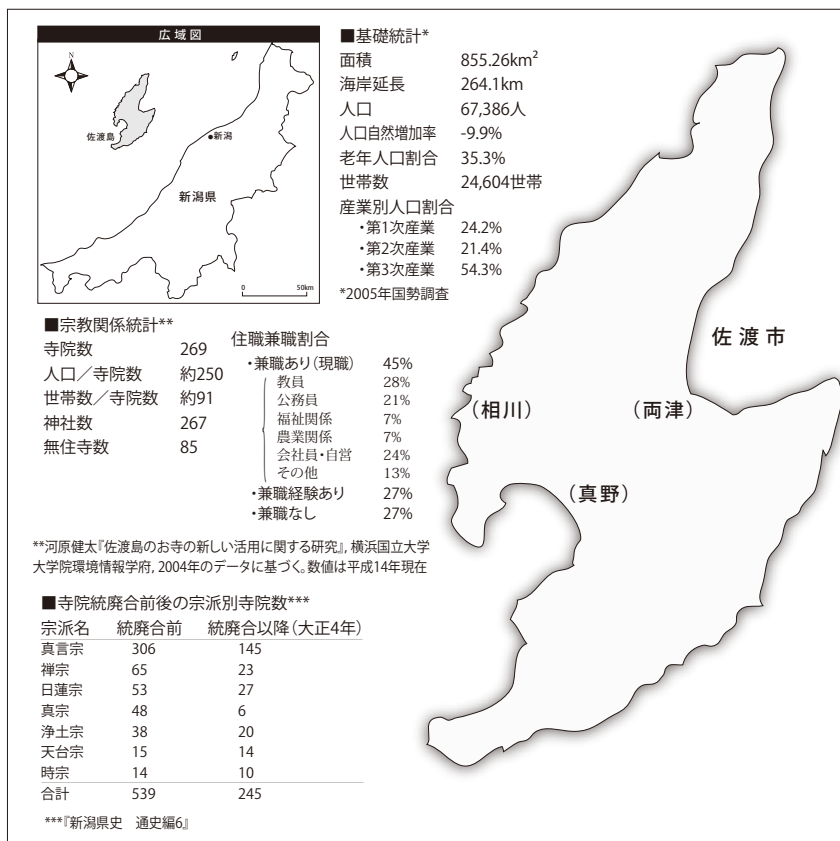 広域図
N
佐渡島
新潟
新潟県
0 50km
■基礎統計*
面積 855.26km²
海岸延長 264.1km
人口 67,386人
人口自然増加率 -9.9%
老年人口割合 35.3%
世帯数 24,604世帯
産業別人口割合
・第1次産業 24.2%
・第2次産業 21.4%
・第3次産業 54.3%
*2005年国勢調査
■宗教関係統計**
寺院数 269
人口／寺院数 約250
世帯数／寺院数 約91
神社数 267
無住寺数 85
住職兼職割合
・兼職あり（現職） 45%
教員 28%
公務員 21%
福祉関係 7%
農業関係 7%
会社員・自営 24%
その他 13%
・兼職経験あり 27%
・兼職なし 27%
**河原健太『佐渡島のお寺の新しい活用に関する研究』, 横浜国立大学
大学院環境情報学府, 2004年のデータに基づく。数値は平成14年現在
■寺院統廃合前後の宗派別寺院数***
宗派名 統廃合前 統廃合以降（大正4年）
真言宗 306 145
禅宗 65 23
日蓮宗 53 27
真宗 48 6
浄土宗 38 20
天台宗 15 14
時宗 14 10
合計 539 245
***『新潟県史　通史編6』
佐渡市
（相川）
（両津）
（真野）